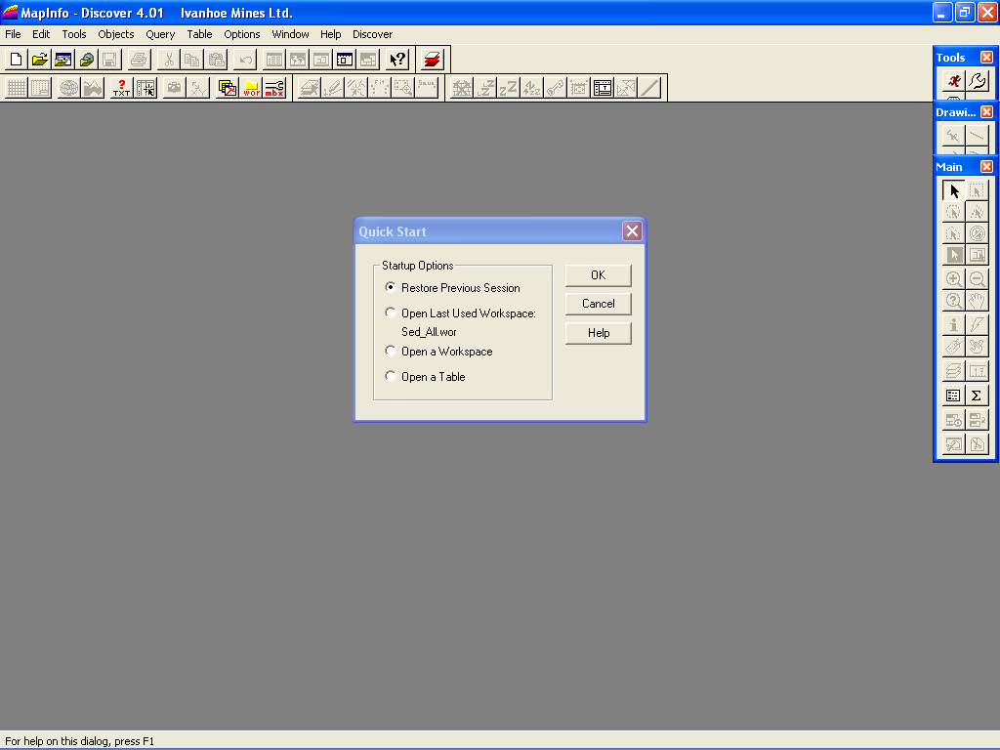 MapInfo - Discover 4.01 Ivanhoe Mines Ltd.
File Edit Tools Objects Query Table Options Window Help Discover
Tools
TXT
wor
mbx
Drawi...
Main
Quick Start
Startup Options
Restore Previous Session
Open Last Used Workspace:
Sed_All.wor
Open a Workspace
Open a Table
OK
Cancel
Help
For help on this dialog, press F1